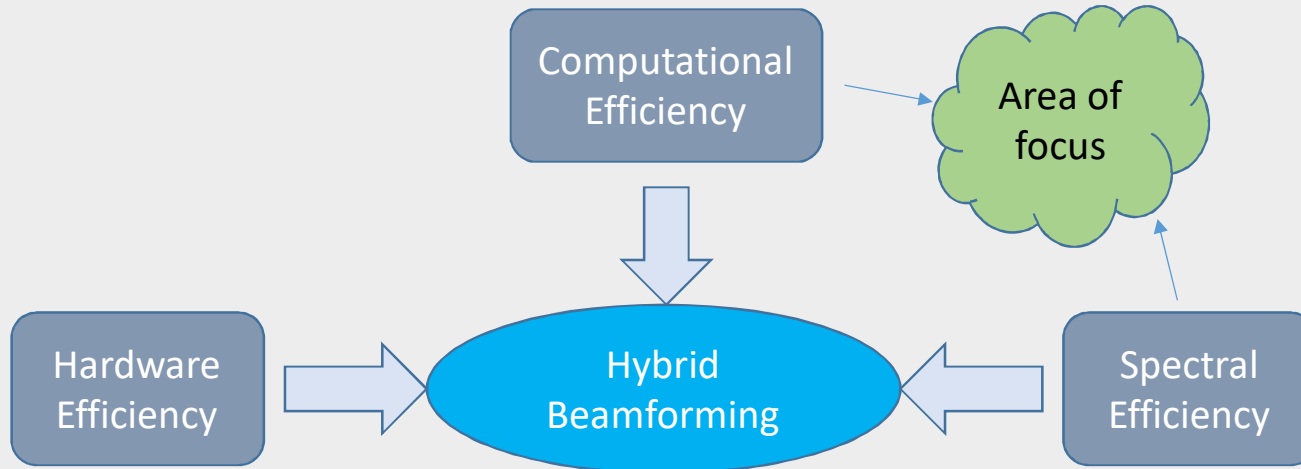 Computational
Efficiency
Area of
focus
Hardware
Efficiency
Hybrid
Beamforming
Spectral
Efficiency